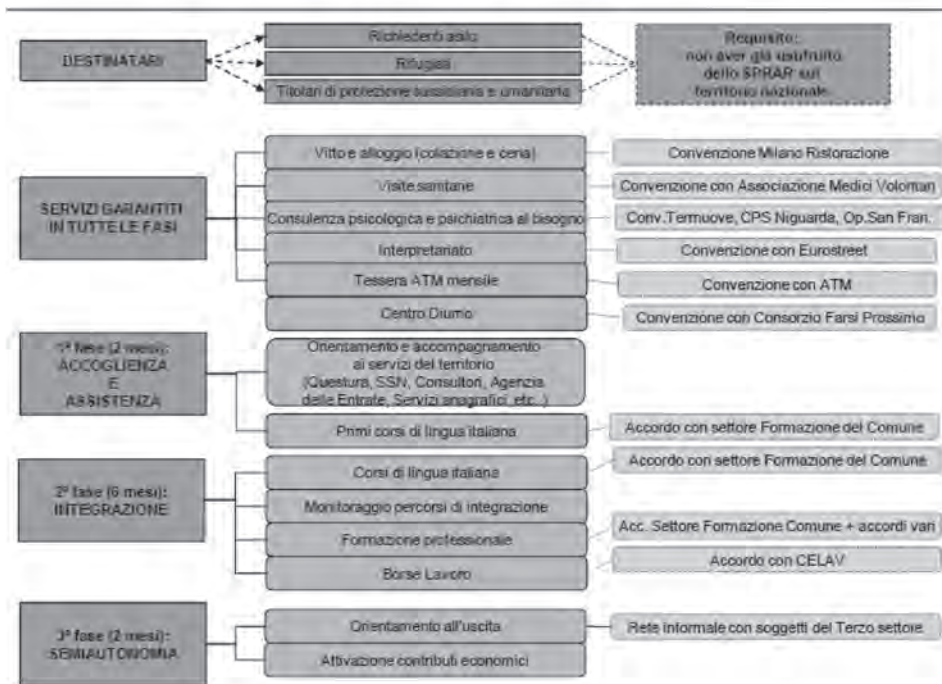 DESTINATARI
Richiedenti asilo
Rifugiati
Titolari di protezione sussidiaria e umanitaria
Requisito:
non aver già usufruito
dello SPRAR sul
territorio nazionale
SERVIZI GARANTITI
IN TUTTE LE FASI
Vitto e alloggio (colazione e cena)
Convenzione Milano Ristorazione
Visite sanitarie
Convenzione con Associazione Medici Volontari
Consulenza psicologica e psichiatrica al bisogno
Conv.Terrnuove, CPS Niguarda, Op.San Fran.
Interpretariato
Convenzione con Eurostreet
Tessera ATM mensile
Convenzione con ATM
1ª fase (2 mesi):
ACCOGLIENZA
E
ASSISTENZA
Centro Diurno
Convenzione con Consorzio Farsi Prossimo
Orientamento e accompagnamento
ai servizi del territorio
(Questura, SSN, Consultori, Agenzia
delle Entrate, Servizi anagrafici, etc..)
Primi corsi di lingua italiana
Accordo con settore Formazione del Comune
2ª fase (6 mesi):
INTEGRAZIONE
Corsi di lingua italiana
Accordo con settore Formazione del Comune
Monitoraggio percorsi di integrazione
Formazione professionale
Acc. Settore Formazione Comune + accordi vari
Borse Lavoro
Accordo con CELAV
3ª fase (2 mesi):
SEMIAUTONOMIA
Orientamento all'uscita
Rete informale con soggetti del Terzo settore
Attivazione contributi economici